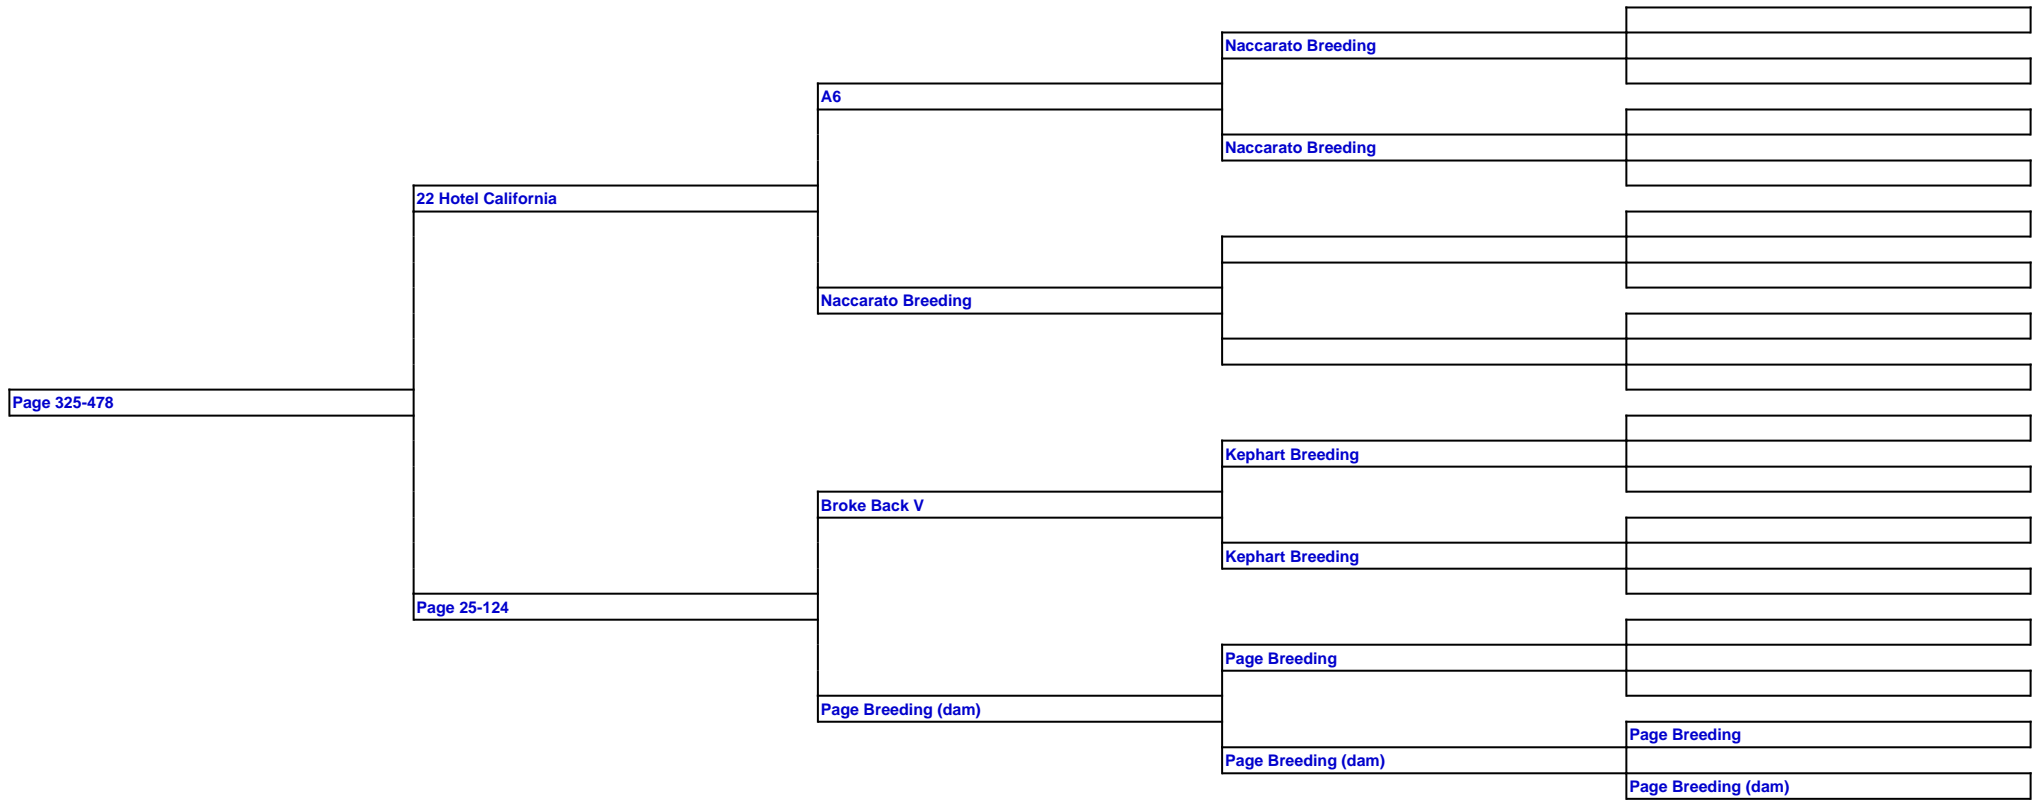 Naccarato Breeding
A6
Naccarato Breeding
22 Hotel California
Naccarato Breeding
Page 325-478
Kephart Breeding
Broke Back V
Kephart Breeding
Page 25-124
Page Breeding
Page Breeding (dam)
Page Breeding
Page Breeding (dam)
Page Breeding (dam)